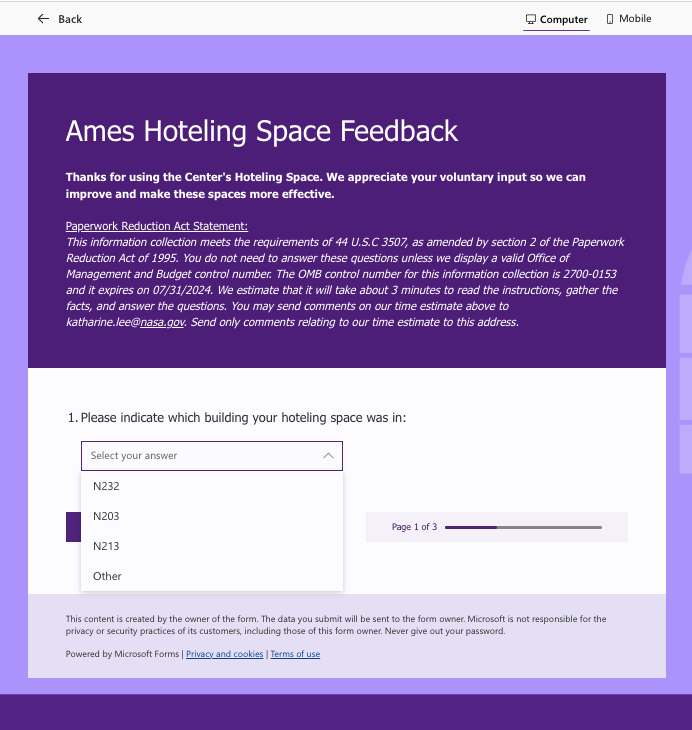 Back
Computer
Mobile
Ames Hoteling Space Feedback
Thanks for using the Center's Hoteling Space. We appreciate your voluntary input so we can
improve and make these spaces more effective.
Paperwork Reduction Act Statement:
This information collection meets the requirements of 44 U.S.C 3507, as amended by section 2 of the Paperwork
Reduction Act of 1995. You do not need to answer these questions unless we display a valid Office of
Management and Budget control number. The OMB control number for this information collection is 2700-0153
and it expires on 07/31/2024. We estimate that it will take about 3 minutes to read the instructions, gather the
facts, and answer the questions. You may send comments on our time estimate above to
katharine.lee@nasa.gov. Send only comments relating to our time estimate to this address.
1. Please indicate which building your hoteling space was in:
Select your answer
N232
N203
N213
Other
Page 1 of 3
This content is created by the owner of the form. The data you submit will be sent to the form owner. Microsoft is not responsible for the
privacy or security practices of its customers, including those of this form owner. Never give out your password.
Powered by Microsoft Forms | Privacy and cookies | Terms of use